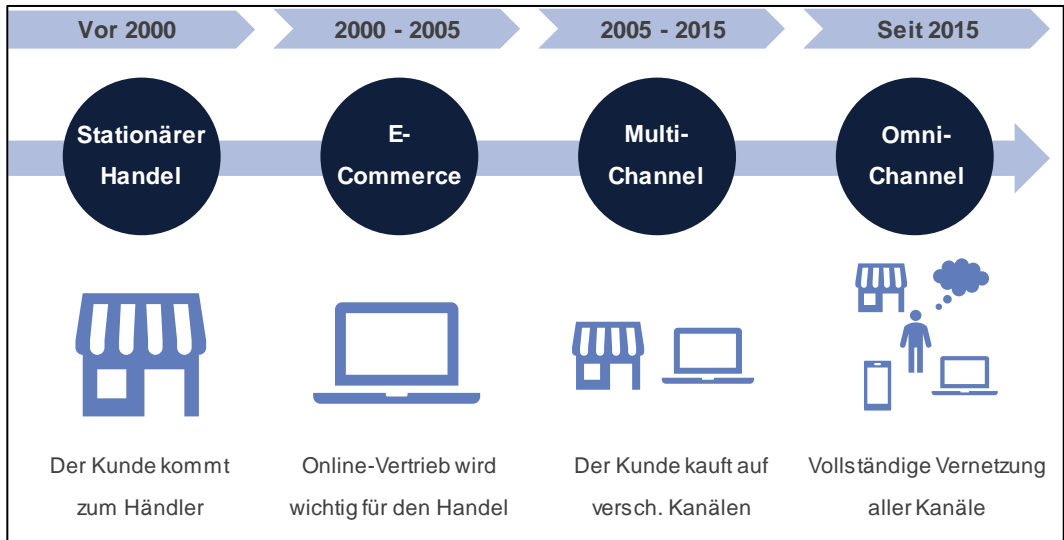 Vor 2000
2000 - 2005
2005 - 2015
Seit 2015
Stationärer
Handel
E-
Commerce
Multi-
Channel
Omni-
Channel
Der Kunde kommt
zum Händler
Online-Vertrieb wird
wichtig für den Handel
Der Kunde kauft auf
versch. Kanälen
Vollständige Vernetzung
aller Kanäle